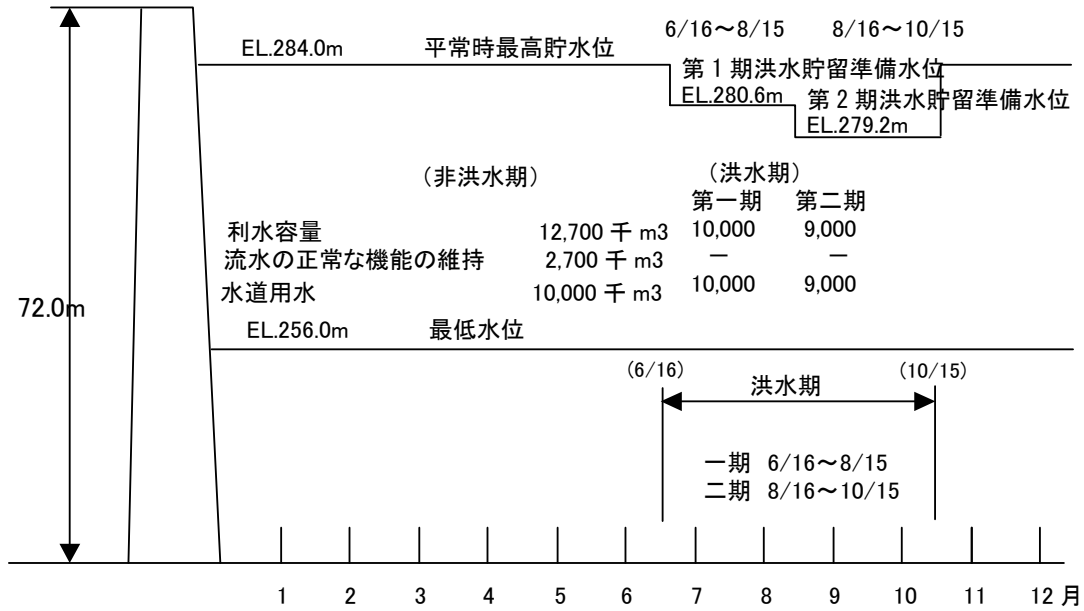 6/16～8/15 8/16～10/15
EL.284.0m 平常時最高貯水位
第1期洪水貯留準備水位
EL.280.6m 第2期洪水貯留準備水位
EL.279.2m
（非洪水期） （洪水期）
第一期 第二期
利水容量 12,700 千 m3 10,000 9,000
流水の正常な機能の維持 2,700 千 m3 － －
水道用水 10,000 千 m3 10,000 9,000
72.0m
EL.256.0m 最低水位
(6/16) (10/15)
洪水期
一期 6/16～8/15
二期 8/16～10/15
1 2 3 4 5 6 7 8 9 10 11 12 月